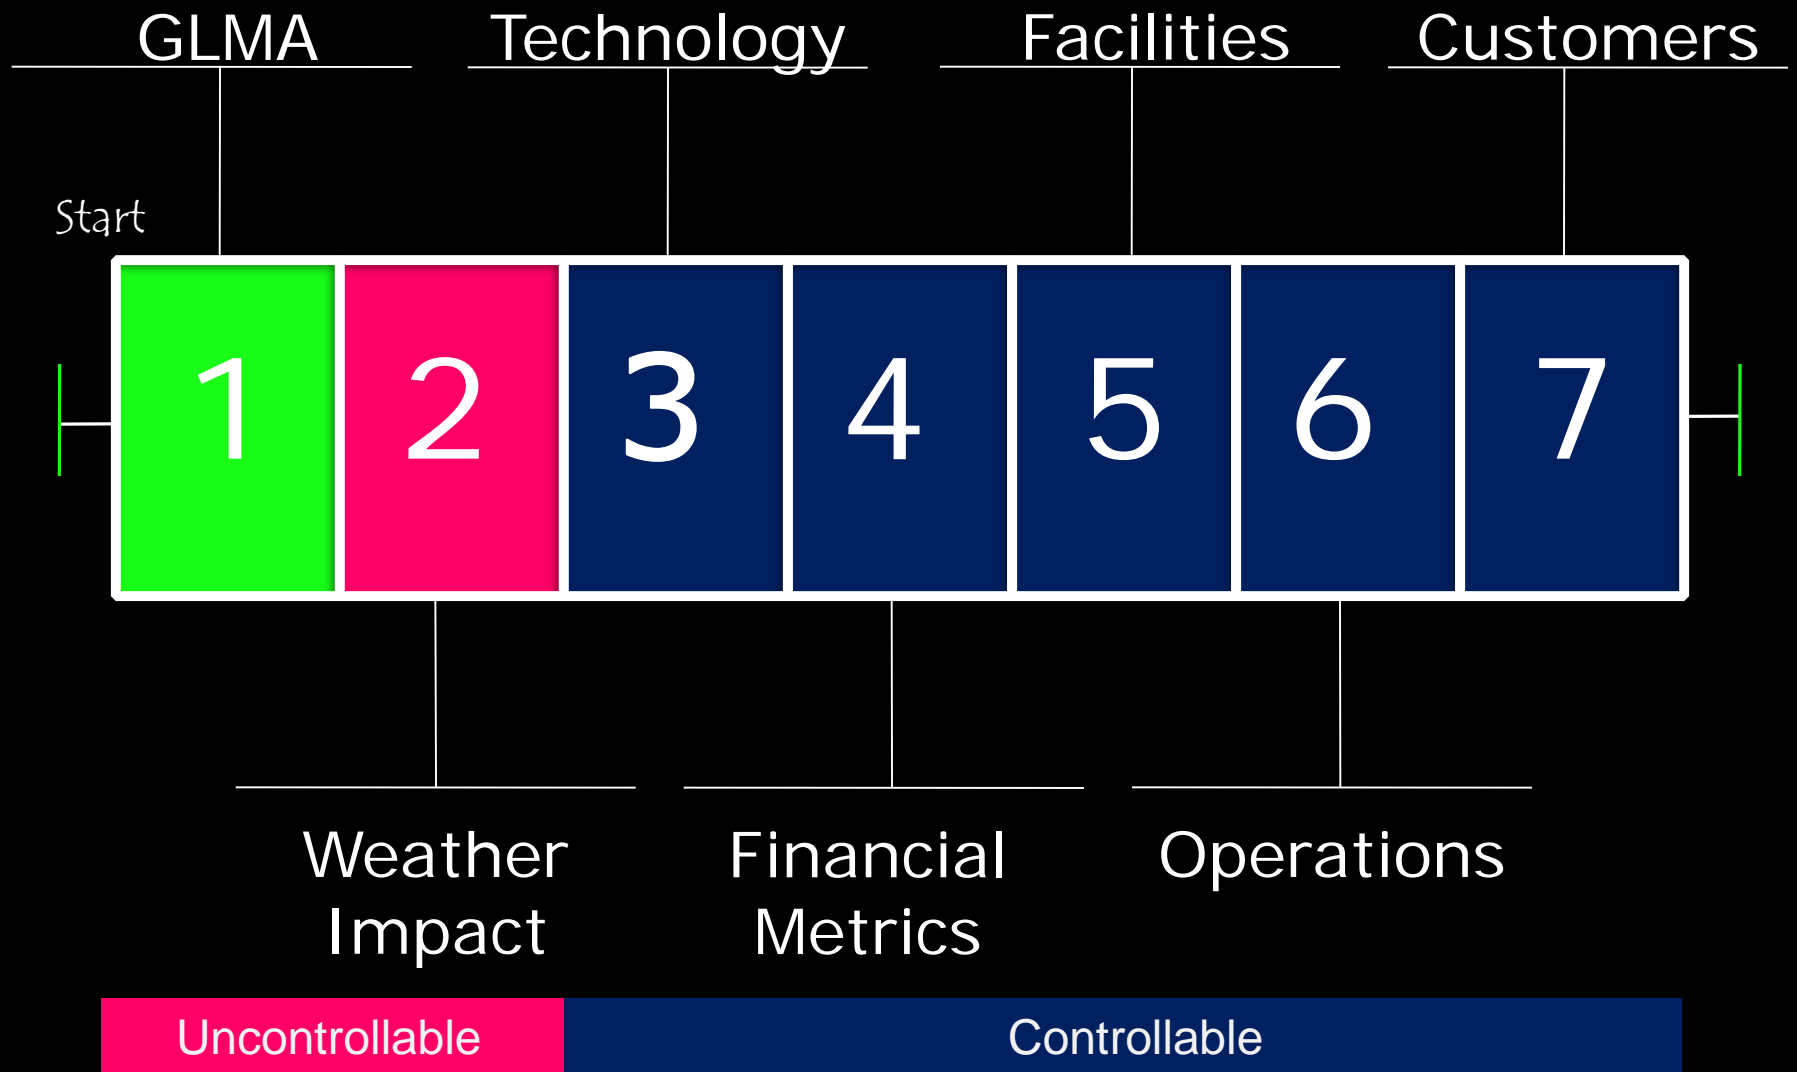 GLMA
Technology
Facilities
Customers
Start
1
2
3
4
5
6
7
Weather
Impact
Financial
Metrics
Operations
Uncontrollable
Controllable